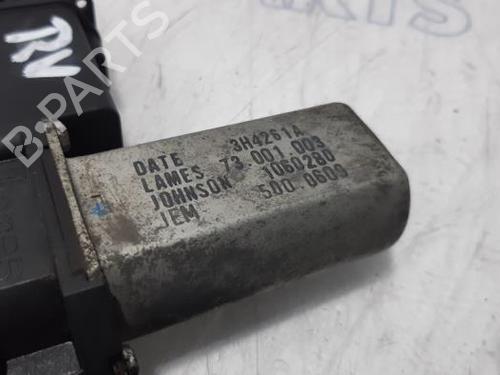 RV
B-PARTS
DATE 3H4261A
LAMES 73 001 003
JOHNSON 1060280
JEM 500 0609